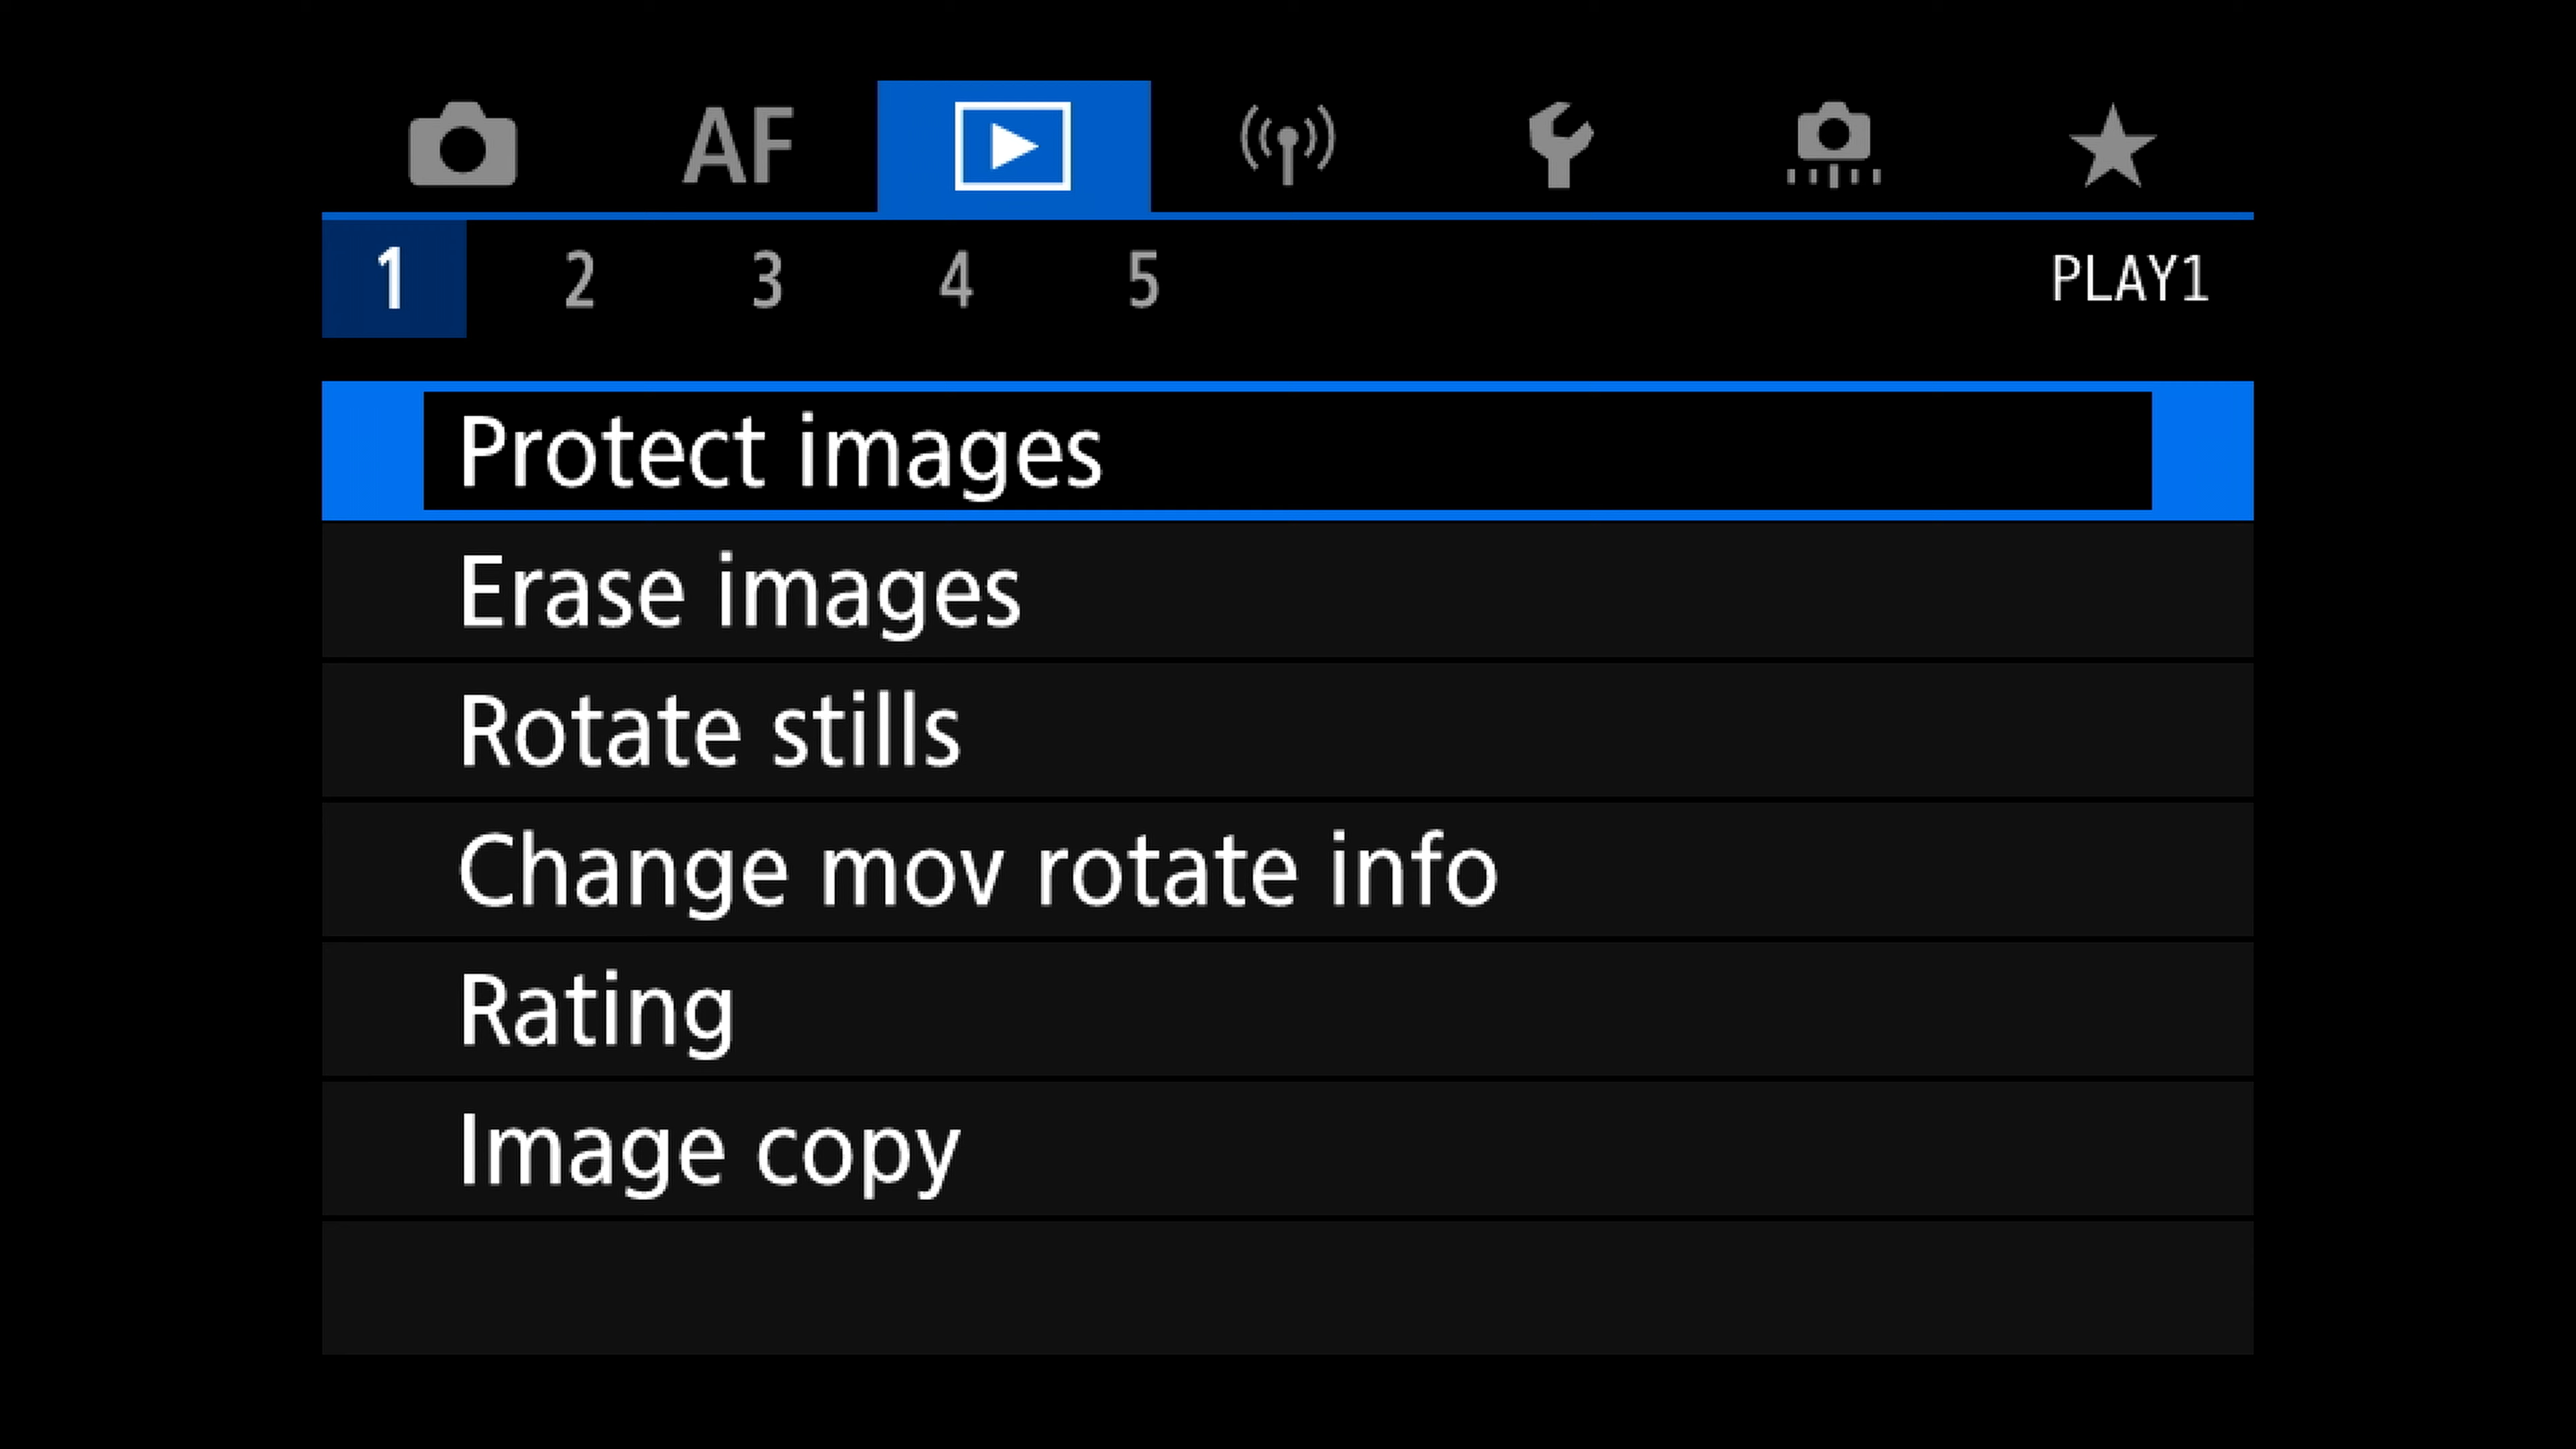 AF
1 2 3 4 5 PLAY1
Protect images
Erase images
Rotate stills
Change mov rotate info
Rating
Image copy